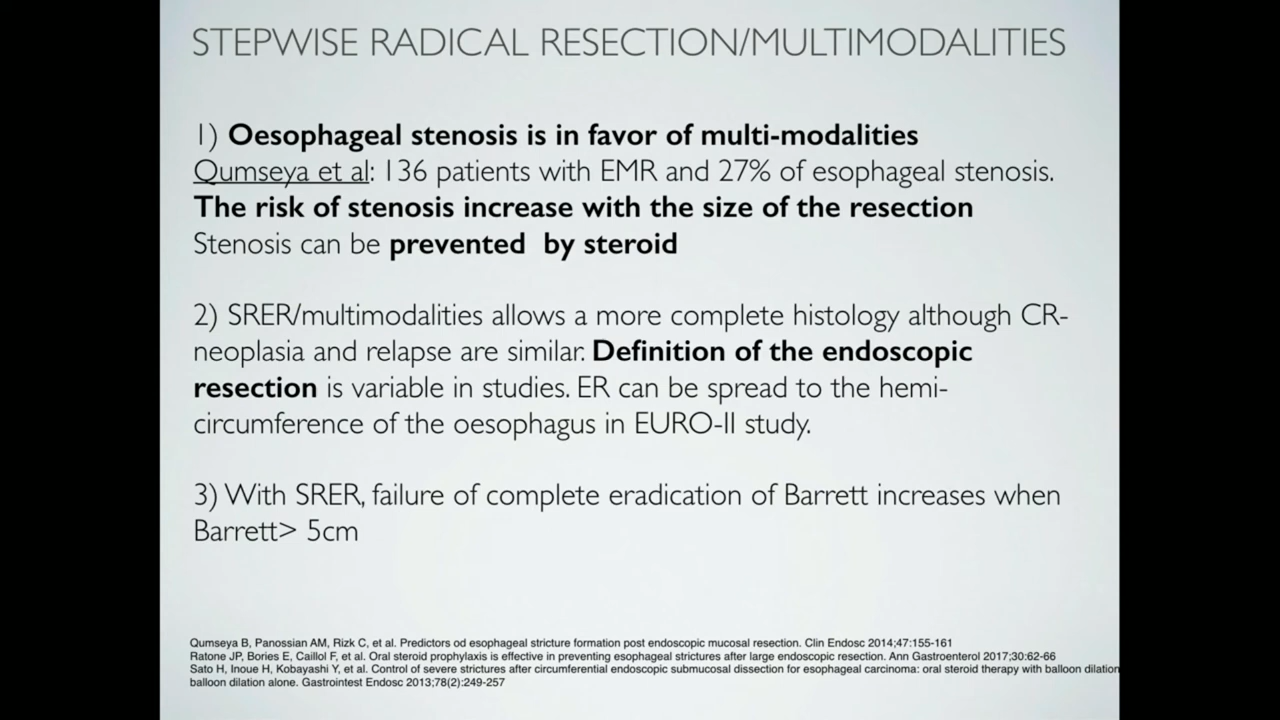 STEPWISE RADICAL RESECTION/MULTIMODALITIES
1) Oesophageal stenosis is in favor of multi-modalities
Qumseya et al: 136 patients with EMR and 27% of esophageal stenosis.
The risk of stenosis increase with the size of the resection
Stenosis can be prevented by steroid
2) SRER/multimodalities allows a more complete histology although CR-
neoplasia and relapse are similar. Definition of the endoscopic
resection is variable in studies. ER can be spread to the hemi-
circumference of the oesophagus in EURO-II study.
3) With SRER, failure of complete eradication of Barrett increases when
Barrett> 5cm
Qumseya B, Panossian AM, Rizk C, et al. Predictors od esophageal stricture formation post endoscopic mucosal resection. Clin Endosc 2014;47:155-161
Ratone JP, Bories E, Caillol F, et al. Oral steroid prophylaxis is effective in preventing esophageal strictures after large endoscopic resection. Ann Gastroenterol 2017;30:62-66
Sato H, Inoue H, Kobayashi Y, et al. Control of severe strictures after circumferential endoscopic submucosal dissection for esophageal carcinoma: oral steroid therapy with balloon dilation
balloon dilation alone. Gastrointest Endosc 2013;78(2):249-257